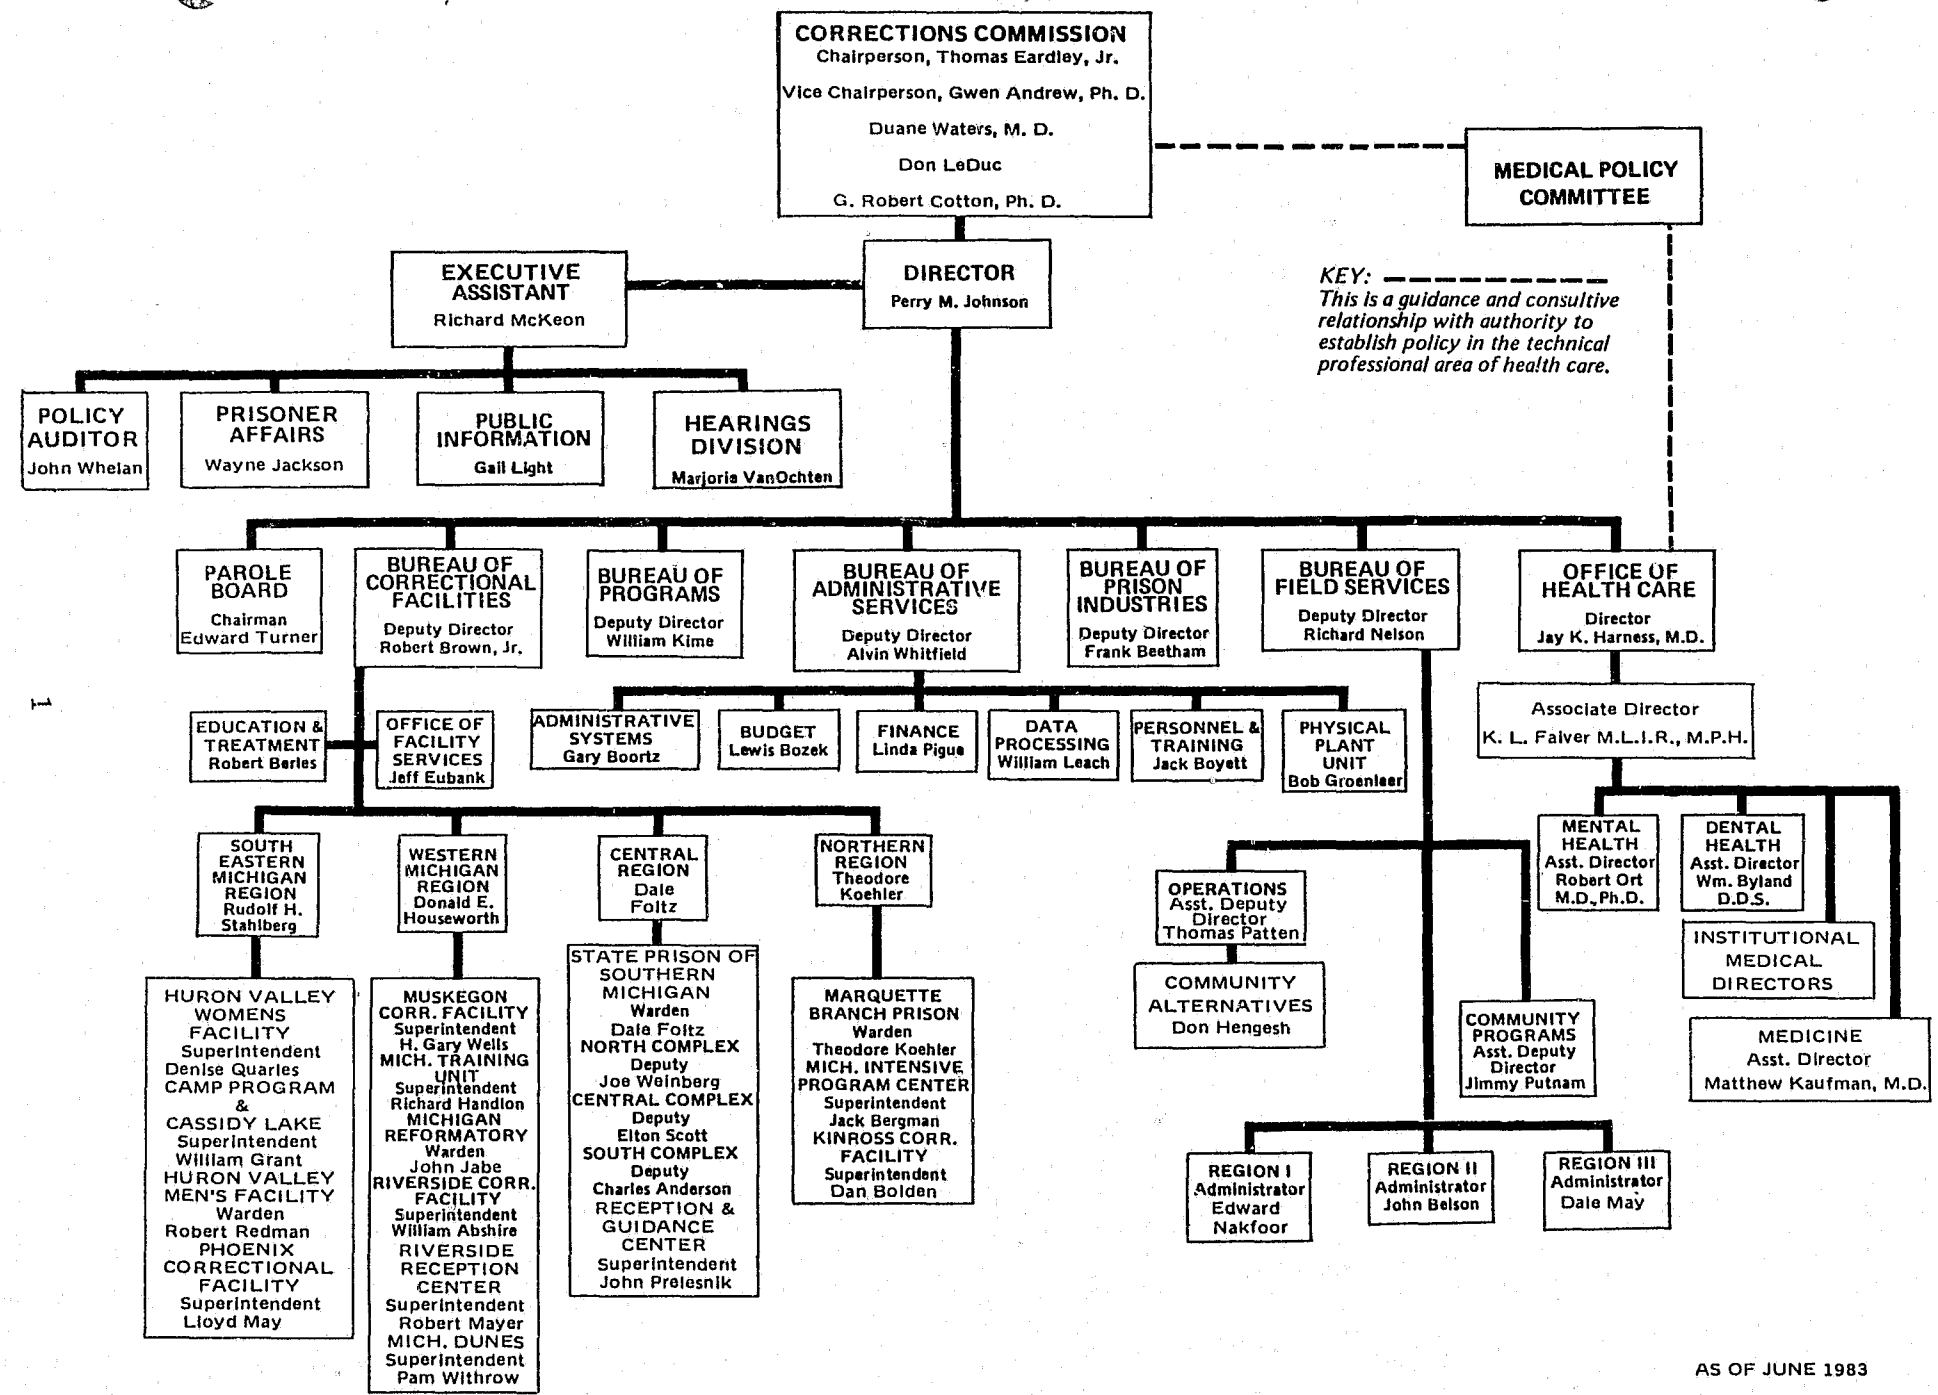 CORRECTIONS COMMISSION
Chairperson, Thomas Eardley, Jr.
Vice Chairperson, Gwen Andrew, Ph. D.
Duane Waters, M. D.
Don LeDuc
G. Robert Cotton, Ph. D.
MEDICAL POLICY
COMMITTEE
EXECUTIVE
ASSISTANT
Richard McKeon
DIRECTOR
Perry M. Johnson
KEY:
This is a guidance and consultive
relationship with authority to
establish policy in the technical
professional area of health care.
POLICY
AUDITOR
John Whelan
PRISONER
AFFAIRS
Wayne Jackson
PUBLIC
INFORMATION
Gail Light
HEARINGS
DIVISION
Marjorie VanOchten
PAROLE
BOARD
Chairman
Edward Turner
BUREAU OF
CORRECTIONAL
FACILITIES
Deputy Director
Robert Brown, Jr.
BUREAU OF
PROGRAMS
Deputy Director
William Kime
BUREAU OF
ADMINISTRATIVE
SERVICES
Deputy Director
Alvin Whitfield
BUREAU OF
PRISON
INDUSTRIES
Deputy Director
Frank Beetham
BUREAU OF
FIELD SERVICES
Deputy Director
Richard Nelson
OFFICE OF
HEALTH CARE
Director
Jay K. Harness, M.D.
Associate Director
K. L. Faiver M.L.I.R., M.P.H.
1
EDUCATION &
TREATMENT
Robert Berles
OFFICE OF
FACILITY
SERVICES
Jeff Eubank
ADMINISTRATIVE
SYSTEMS
Gary Boortz
BUDGET
Lewis Bozek
FINANCE
Linda Pigue
DATA
PROCESSING
William Leach
PERSONNEL &
TRAINING
Jack Boyett
PHYSICAL
PLANT
UNIT
Bob Groenleer
SOUTH
EASTERN
MICHIGAN
REGION
Rudolf H.
Stahlberg
WESTERN
MICHIGAN
REGION
Donald E.
Houseworth
CENTRAL
REGION
Dale
Foltz
NORTHERN
REGION
Theodore
Koehler
OPERATIONS
Asst. Deputy
Director
Thomas Patten
MENTAL
HEALTH
Asst. Director
Robert Ort
M.D., Ph.D.
DENTAL
HEALTH
Asst. Director
Wm. Byland
D.D.S.
INSTITUTIONAL
MEDICAL
DIRECTORS
MEDICINE
Asst. Director
Matthew Kaufman, M.D.
COMMUNITY
ALTERNATIVES
Don Hengesh
COMMUNITY
PROGRAMS
Asst. Deputy
Director
Jimmy Putnam
HURON VALLEY
WOMENS
FACILITY
Superintendent
Denise Quarles
CAMP PROGRAM
&
CASSIDY LAKE
Superintendent
William Grant
HURON VALLEY
MEN'S FACILITY
Warden
Robert Redman
PHOENIX
CORRECTIONAL
FACILITY
Superintendent
Lloyd May
MUSKEGON
CORR. FACILITY
Superintendent
H. Gary Wells
MICH. TRAINING
UNIT
Superintendent
Richard Handlon
MICHIGAN
REFORMATORY
Warden
John Jabe
RIVERSIDE CORR.
FACILITY
Superintendent
William Abshire
RIVERSIDE
RECEPTION
CENTER
Superintendent
Robert Mayer
MICH. DUNES
Superintendent
Pam Withrow
STATE PRISON OF
SOUTHERN
MICHIGAN
Warden
Dale Foltz
NORTH COMPLEX
Deputy
Joe Weinberg
CENTRAL COMPLEX
Deputy
Elton Scott
SOUTH COMPLEX
Deputy
Charles Anderson
RECEPTION &
GUIDANCE
CENTER
Superintendent
John Prelesnik
MARQUETTE
BRANCH PRISON
Warden
Theodore Koehler
MICH. INTENSIVE
PROGRAM CENTER
Superintendent
Jack Bergman
KINROSS CORR.
FACILITY
Superintendent
Dan Bolden
REGION I
Administrator
Edward
Nakfoor
REGION II
Administrator
John Belson
REGION III
Administrator
Dale May
AS OF JUNE 1983